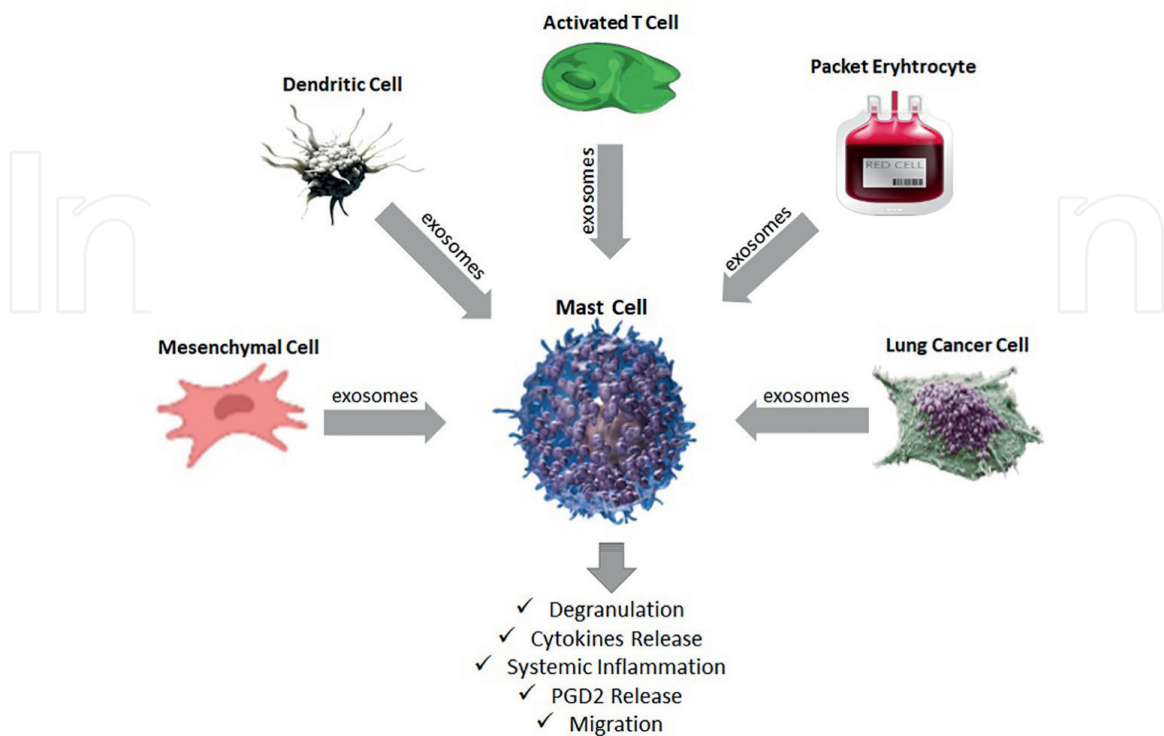 Activated T Cell
Dendritic Cell
Packet Eryhtrocyte
RED CELL
exosomes
exosomes
exosomes
Mast Cell
Mesenchymal Cell
Lung Cancer Cell
exosomes
exosomes
✓ Degranulation
✓ Cytokines Release
✓ Systemic Inflammation
✓ PGD2 Release
✓ Migration
In
n